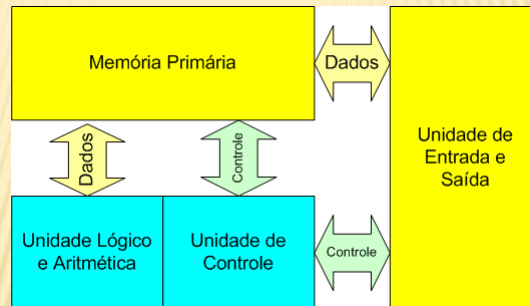 Memória Primária
Dados
Unidade de
Entrada e
Saída
Dados
Controle
Unidade Lógico
e Aritmética
Unidade de
Controle
Controle